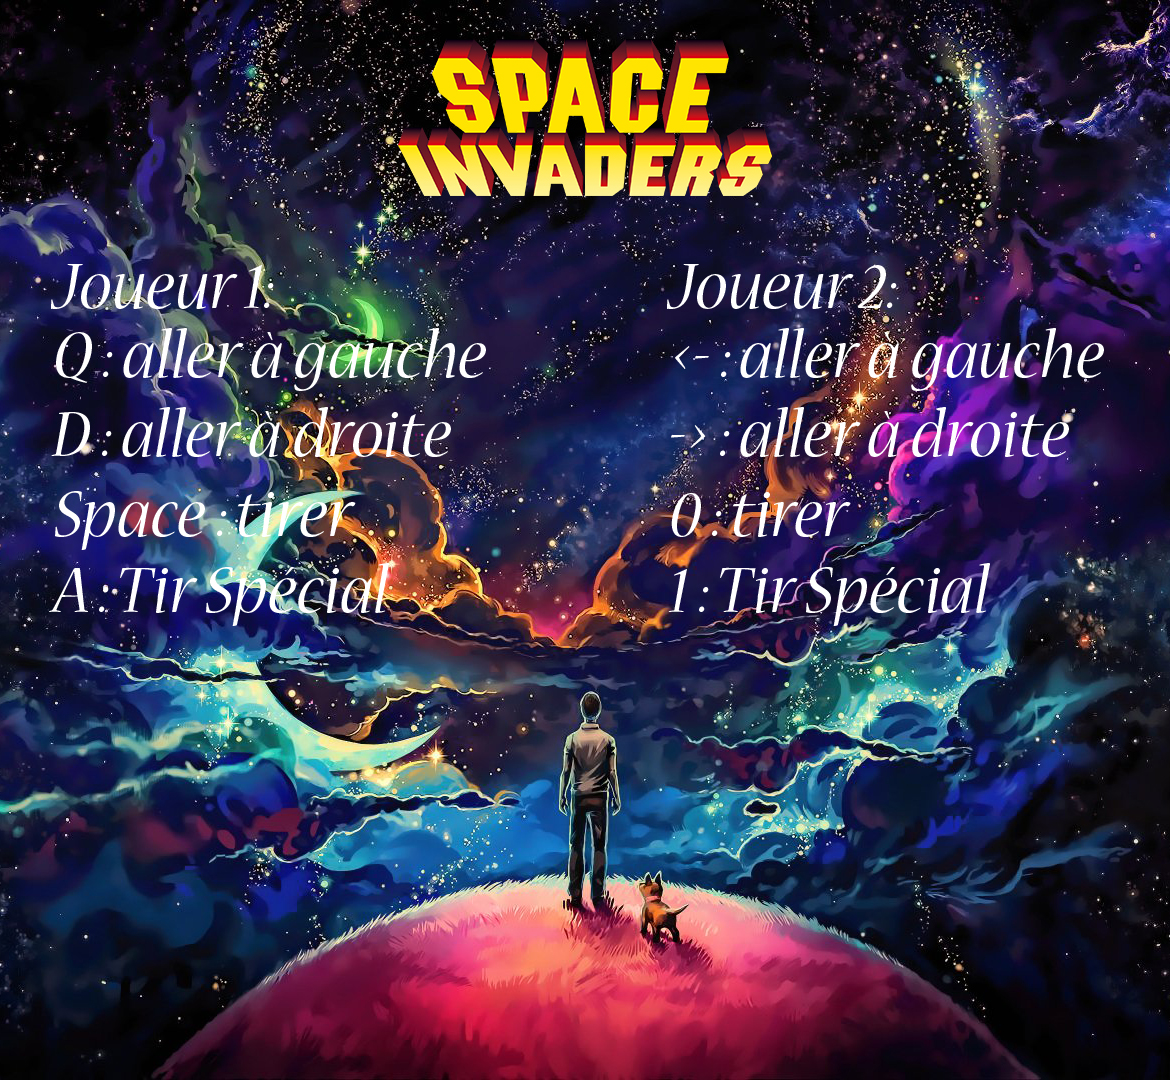 SPACE
INVADERS
Joueur 1:
Q : aller à gauche
D : aller à droite
Space : tirer
A : Tir Spécial
Joueur 2:
<- : aller à gauche
-> : aller à droite
0 : tirer
1 : Tir Spécial